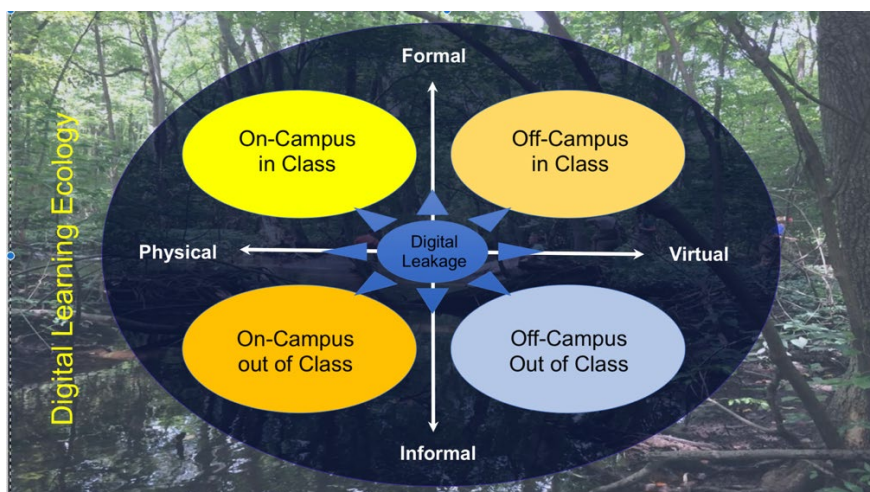 Digital Learning Ecology
Formal
On-Campus
in Class
Off-Campus
in Class
Physical
Digital
Leakage
Virtual
On-Campus
out of Class
Off-Campus
Out of Class
Informal